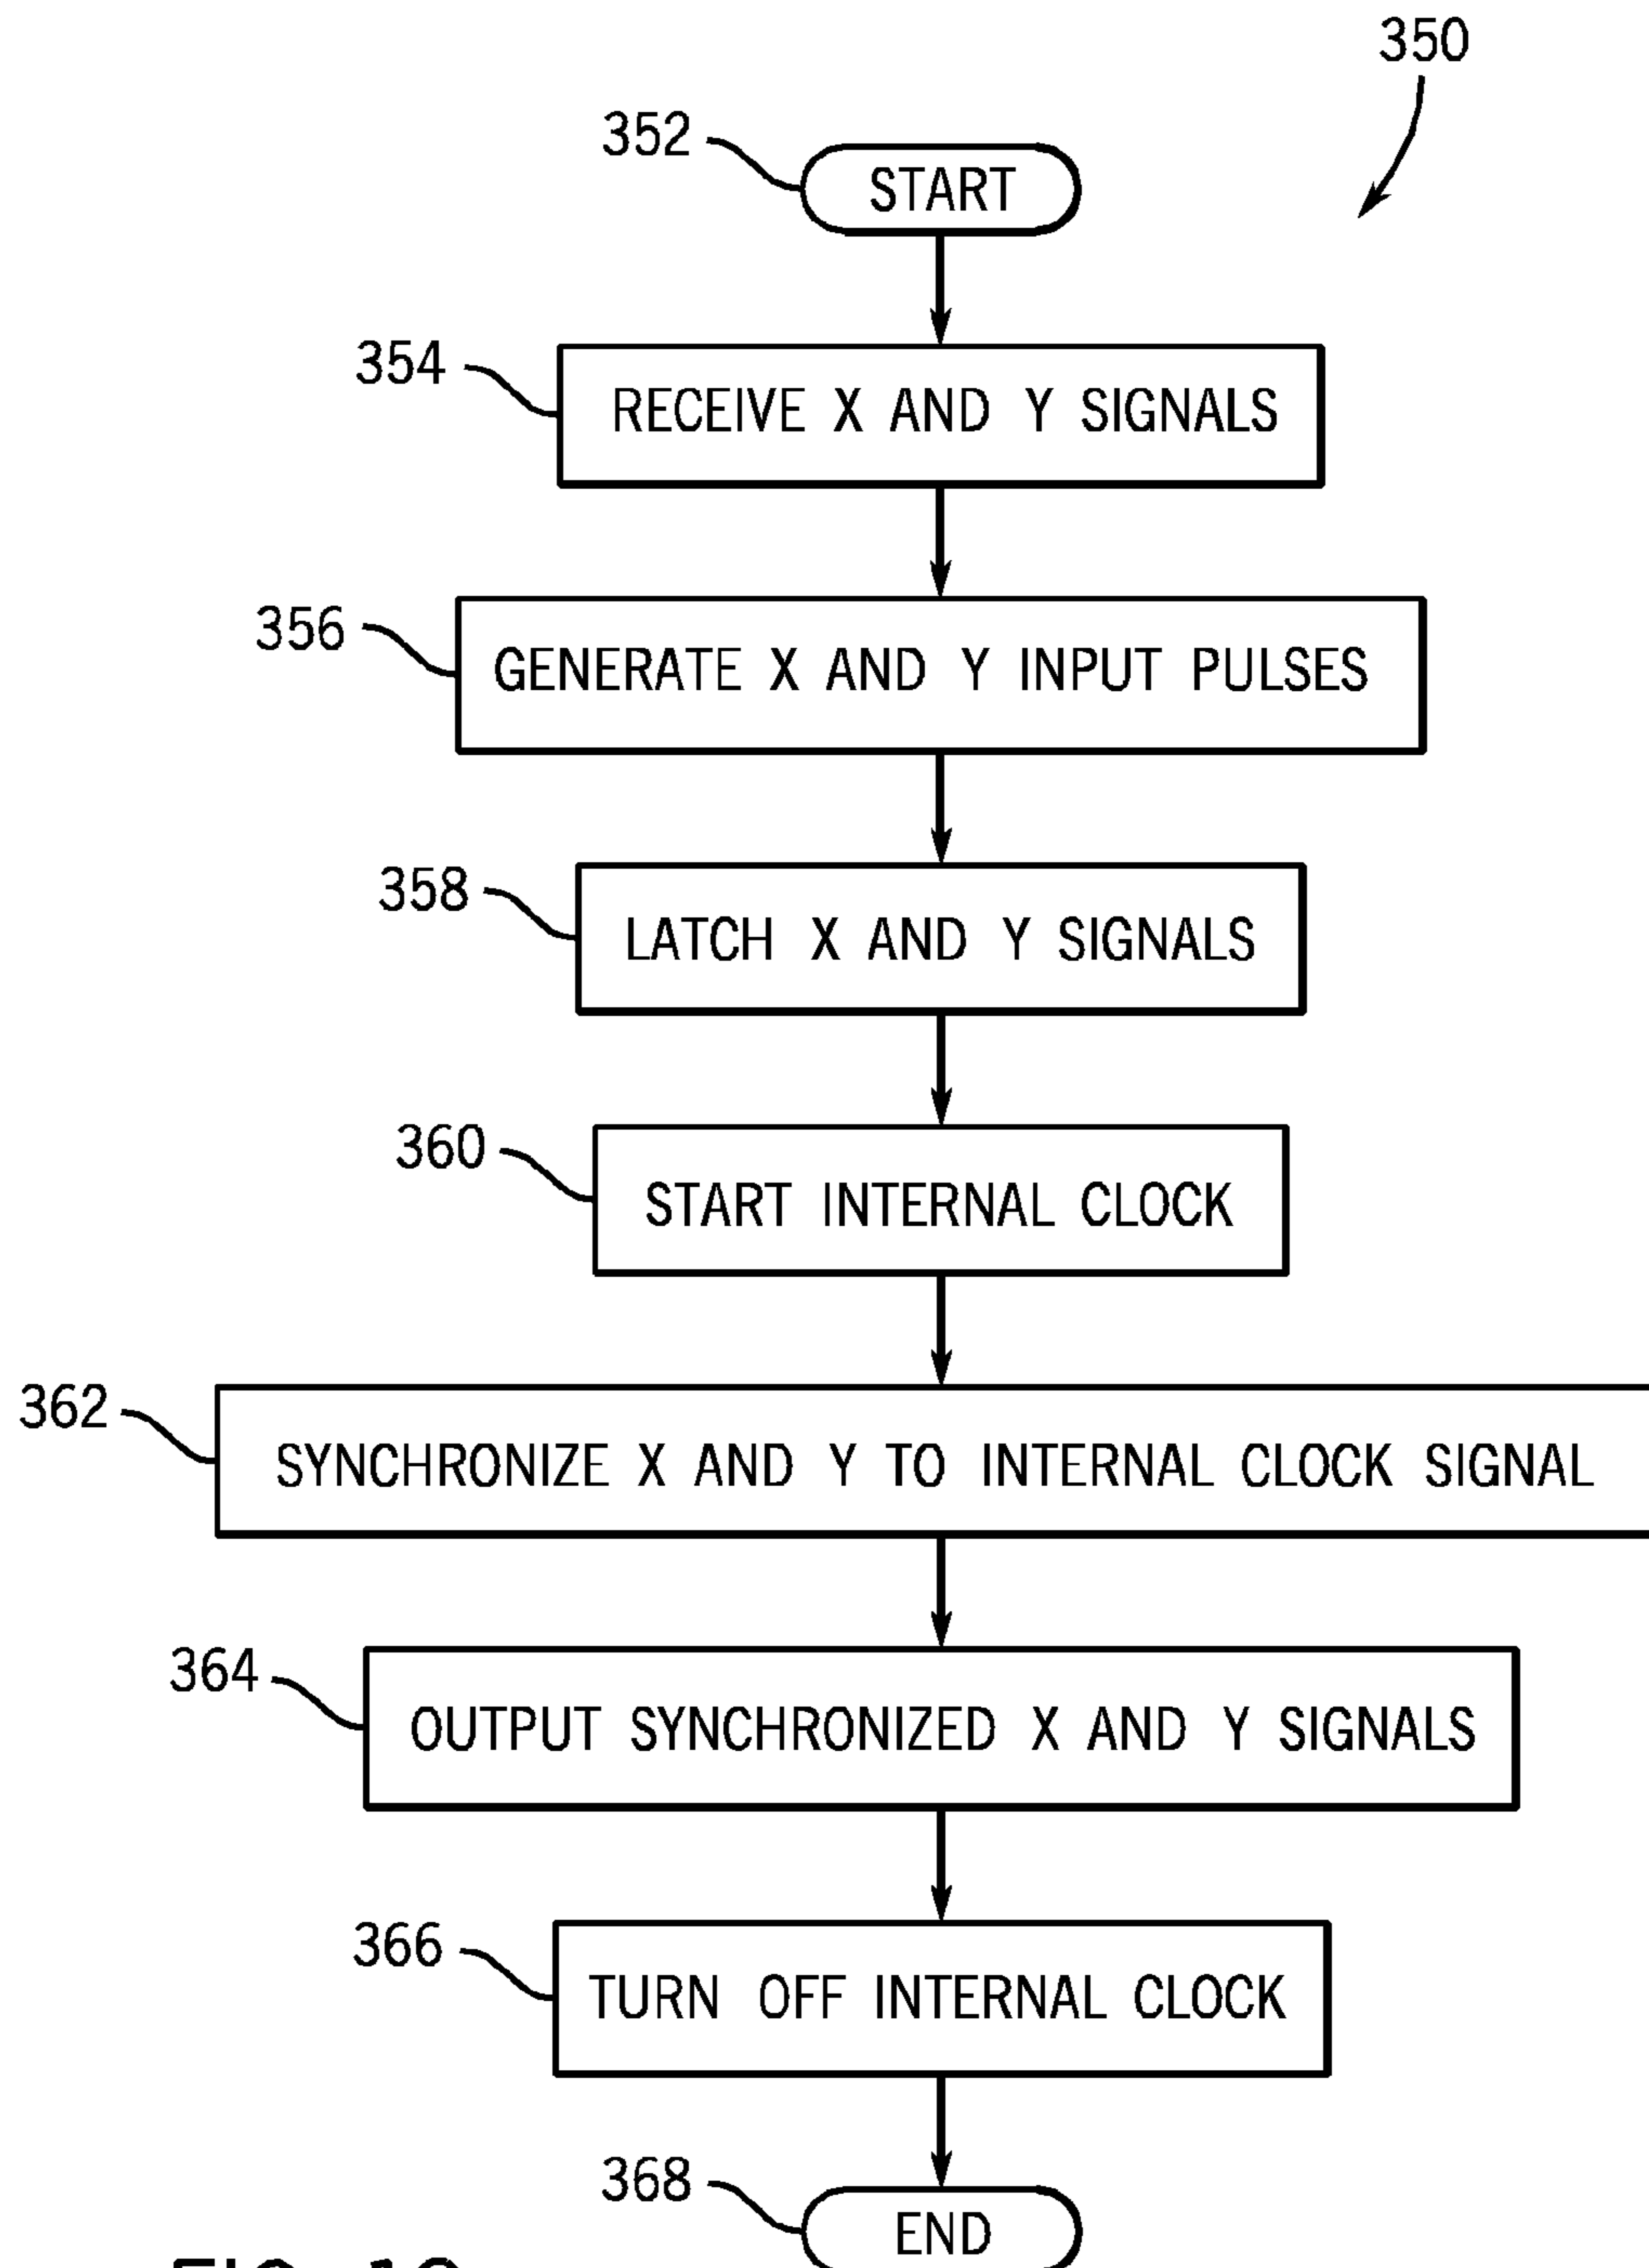 350
352
START
354
RECEIVE X AND Y SIGNALS
356
GENERATE X AND Y INPUT PULSES
358
LATCH X AND Y SIGNALS
360
START INTERNAL CLOCK
362
SYNCHRONIZE X AND Y TO INTERNAL CLOCK SIGNAL
364
OUTPUT SYNCHRONIZED X AND Y SIGNALS
366
TURN OFF INTERNAL CLOCK
368
END